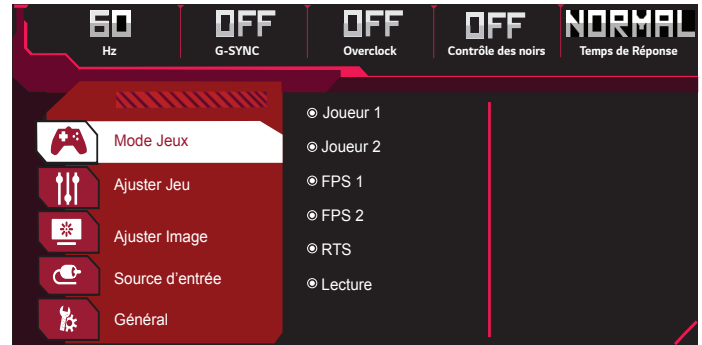 60 OFF OFF OFF NORMAL
Hz G-SYNC Overclock Contrôle des noirs Temps de Réponse
Mode Jeux
Ajuster Jeu
Ajuster Image
Source d’entrée
Général
Joueur 1
Joueur 2
FPS 1
FPS 2
RTS
Lecture